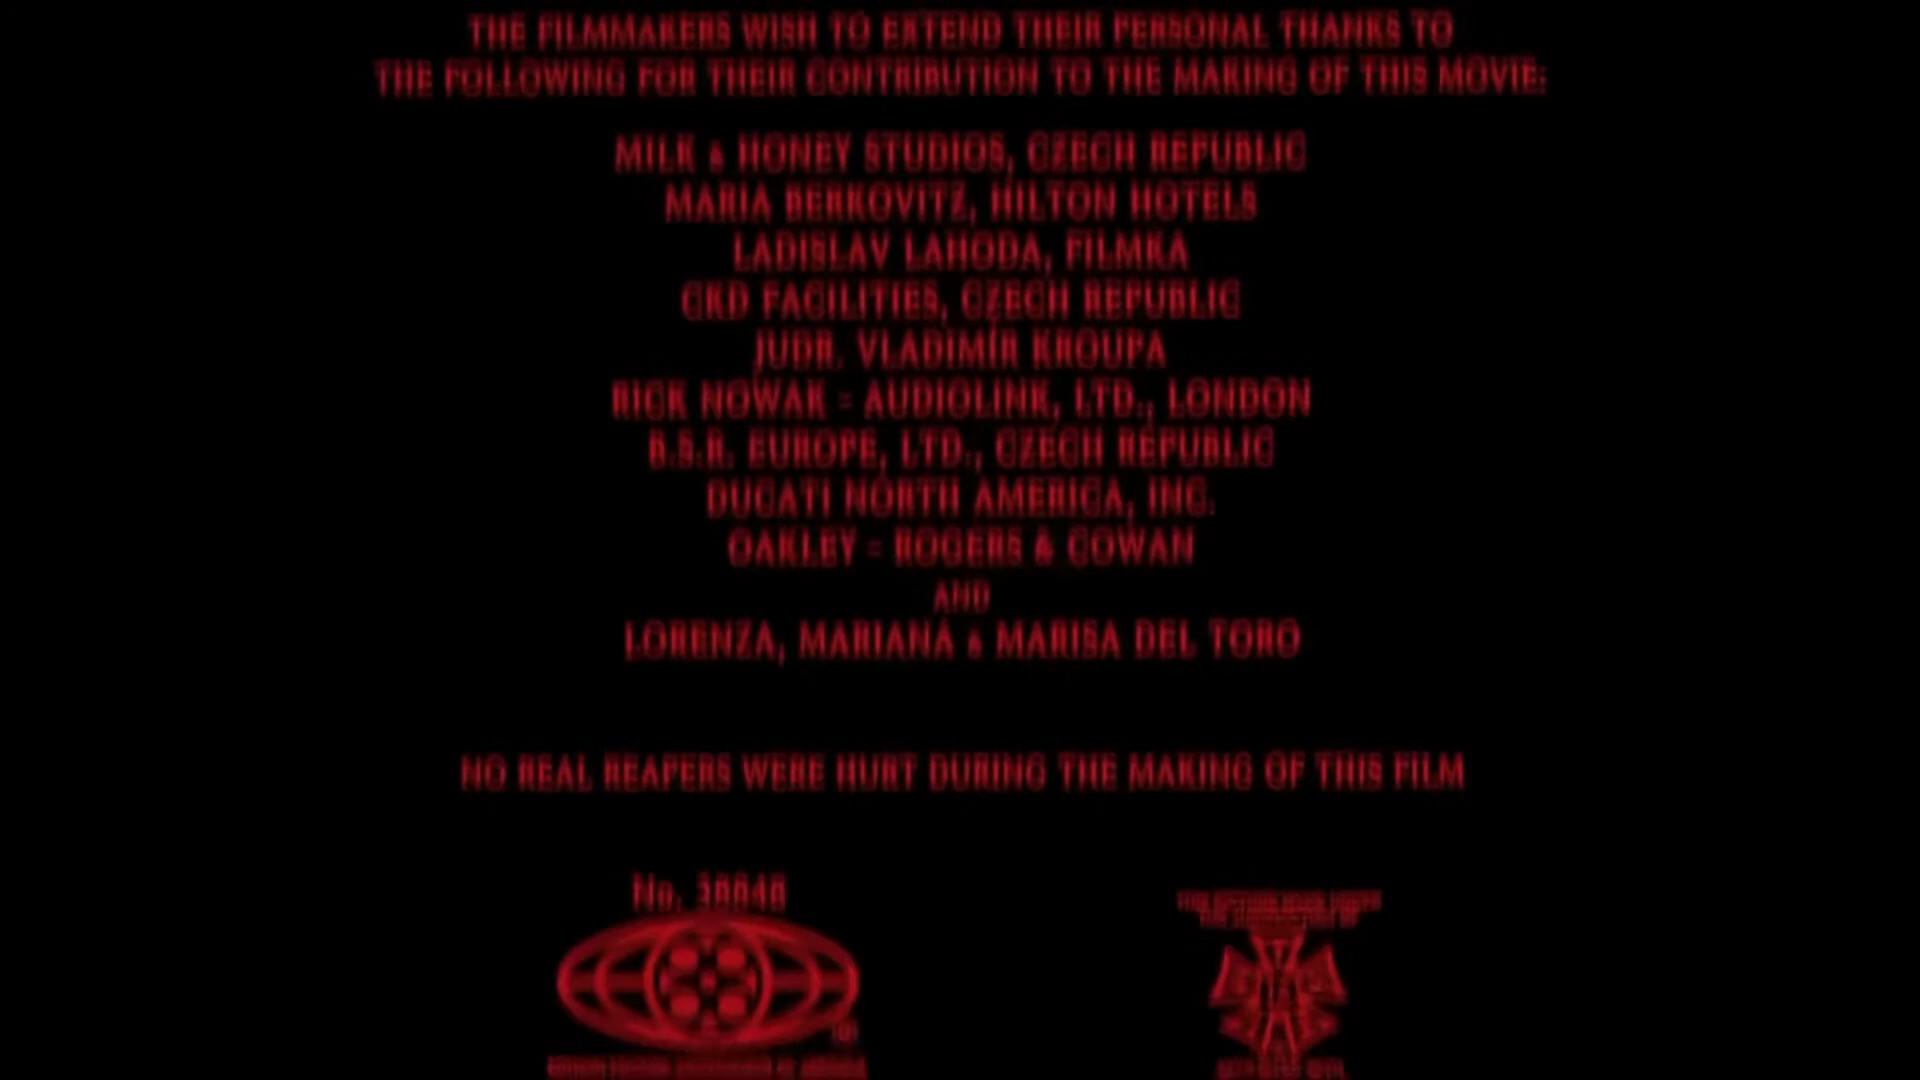 THE FILMMAKERS WISH TO EXTEND THEIR PERSONAL THANKS TO
THE FOLLOWING FOR THEIR CONTRIBUTION TO THE MAKING OF THIS MOVIE:
MILK & HONEY STUDIOS, CZECH REPUBLIC
MARIA BERKOVITZ, HILTON HOTELS
LADISLAV LAHODA, FILMKA
CKD FACILITIES, CZECH REPUBLIC
JUDR. VLADIMÍR KROUPA
RICK NOWAK - AUDIOLINK, LTD., LONDON
B.S.R. EUROPE, LTD., CZECH REPUBLIC
DUCATI NORTH AMERICA, INC.
OAKLEY - ROGERS & COWAN
AND
LORENZA, MARIANA & MARISA DEL TORO
NO REAL REAPERS WERE HURT DURING THE MAKING OF THIS FILM
No.